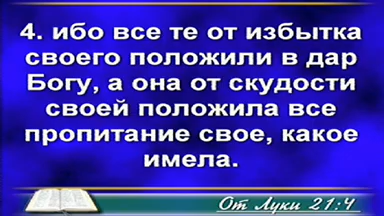 4. ибо все те от избытка
своего положили в дар
Богу, а она от скудости
своей положила все
пропитание свое, какое
имела.
От Луки 21:4